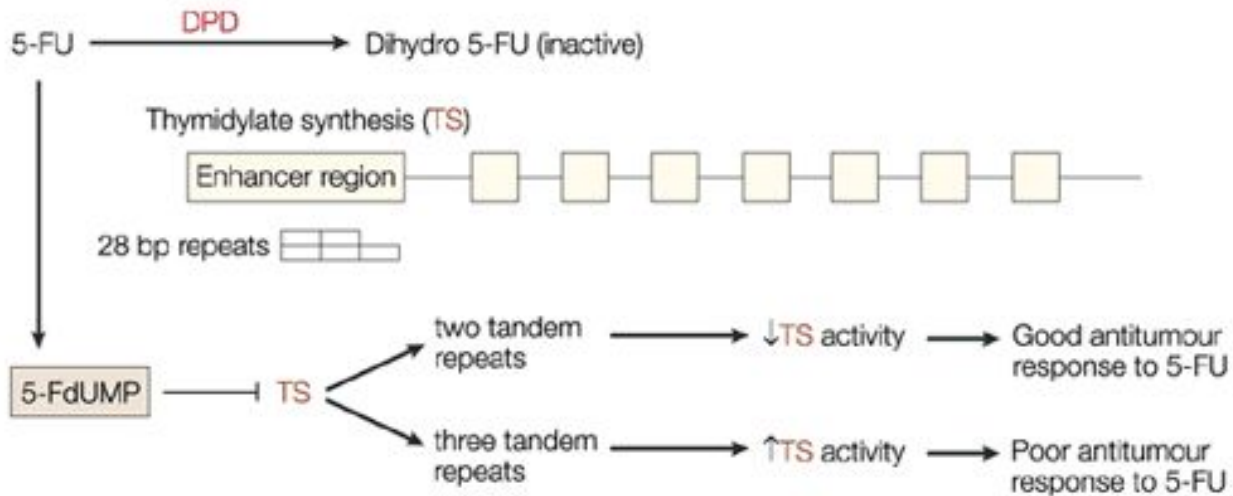 DPD
5-FU
Dihydro 5-FU (inactive)
Thymidylate synthesis (TS)
Enhancer region
28 bp repeats
5-FdUMP
TS
two tandem
repeats
↓TS activity
Good antitumour
response to 5-FU
three tandem
repeats
↑TS activity
Poor antitumour
response to 5-FU